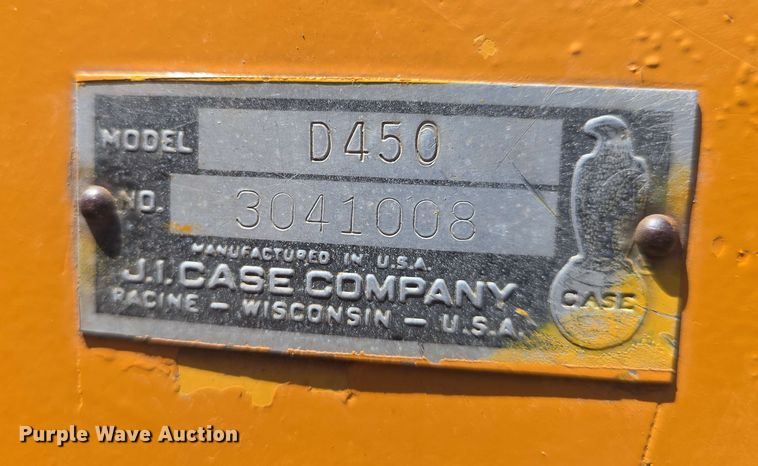 MODEL D450
NO. 3041008
MANUFACTURED IN U.S.A.
J.I. CASE COMPANY
RACINE – WISCONSIN – U.S.A.
CASE
Purple Wave Auction